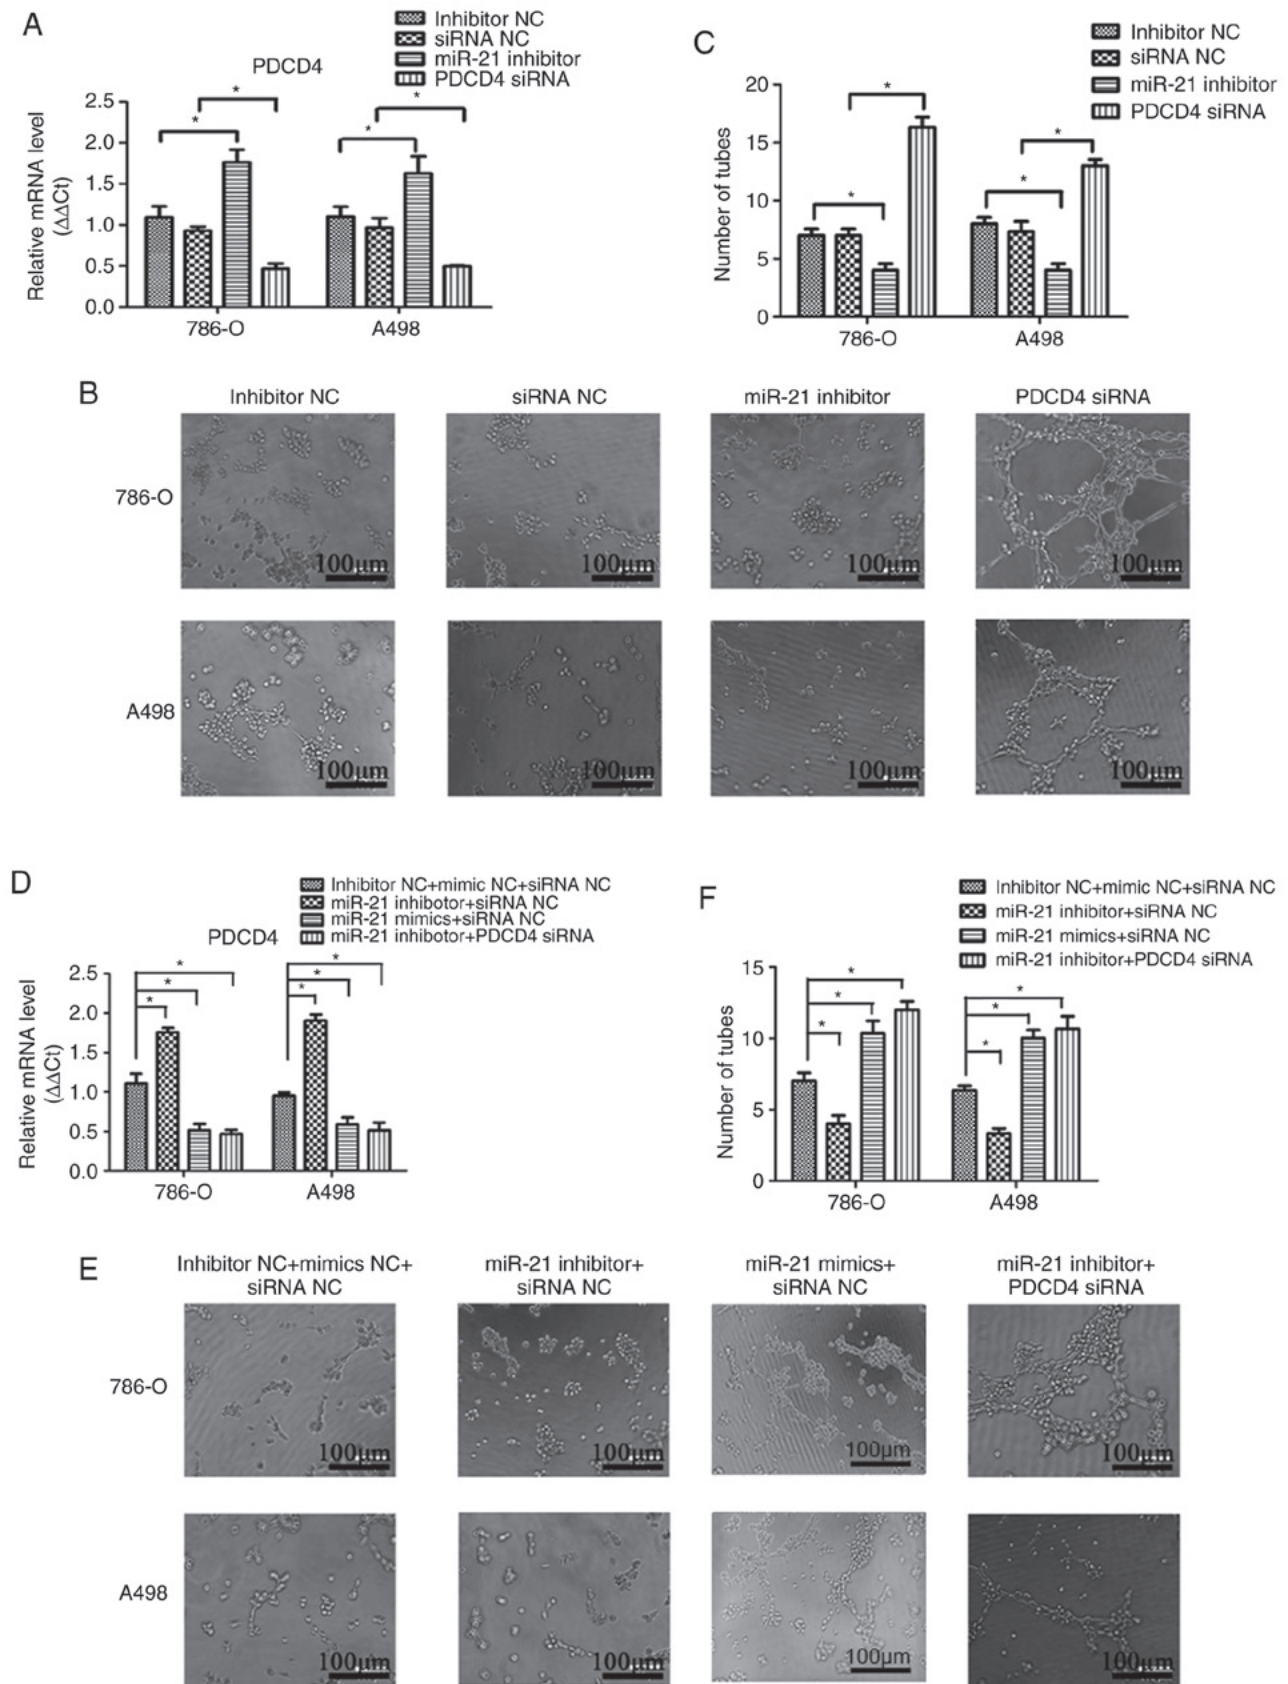 A
Inhibitor NC
siRNA NC
miR-21 inhibitor
PDCD4 siRNA
PDCD4
* * * *
Relative mRNA level
(ΔΔCt)
2.5
2.0
1.5
1.0
0.5
0.0
786-O A498
C
Inhibitor NC
siRNA NC
miR-21 inhibitor
PDCD4 siRNA
* * * *
Number of tubes
20
15
10
5
0
786-O A498
B
Inhibitor NC siRNA NC miR-21 inhibitor PDCD4 siRNA
786-O
100μm 100μm 100μm 100μm
A498
100μm 100μm 100μm 100μm
D
Inhibitor NC+mimic NC+siRNA NC
miR-21 inhibotor+siRNA NC
miR-21 mimics+siRNA NC
miR-21 inhibotor+PDCD4 siRNA
PDCD4
* * * * * *
Relative mRNA level
(ΔΔCt)
2.5
2.0
1.5
1.0
0.5
0.0
786-O A498
F
Inhibitor NC+mimic NC+siRNA NC
miR-21 inhibitor+siRNA NC
miR-21 mimics+siRNA NC
miR-21 inhibitor+PDCD4 siRNA
* * * * * *
Number of tubes
15
10
5
0
786-O A498
E
Inhibitor NC+mimics NC+ miR-21 inhibitor+ miR-21 mimics+ miR-21 inhibitor+
siRNA NC siRNA NC siRNA NC PDCD4 siRNA
786-O
100μm 100μm 100μm 100μm
A498
100μm 100μm 100μm 100μm